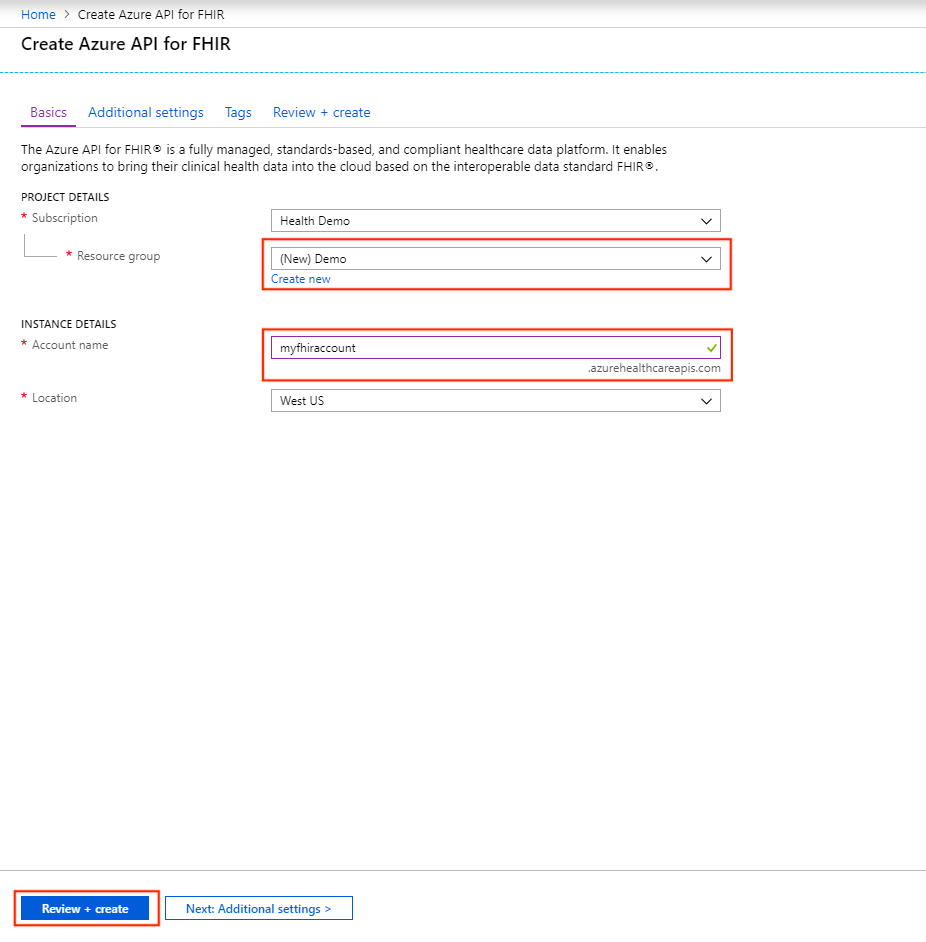 Home > Create Azure API for FHIR
Create Azure API for FHIR
Basics Additional settings Tags Review + create
The Azure API for FHIR® is a fully managed, standards-based, and compliant healthcare data platform. It enables
organizations to bring their clinical health data into the cloud based on the interoperable data standard FHIR®.
PROJECT DETAILS
* Subscription Health Demo
* Resource group (New) Demo
Create new
INSTANCE DETAILS
* Account name myfhiraccount
.azurehealthcareapis.com
* Location West US
Review + create Next: Additional settings >